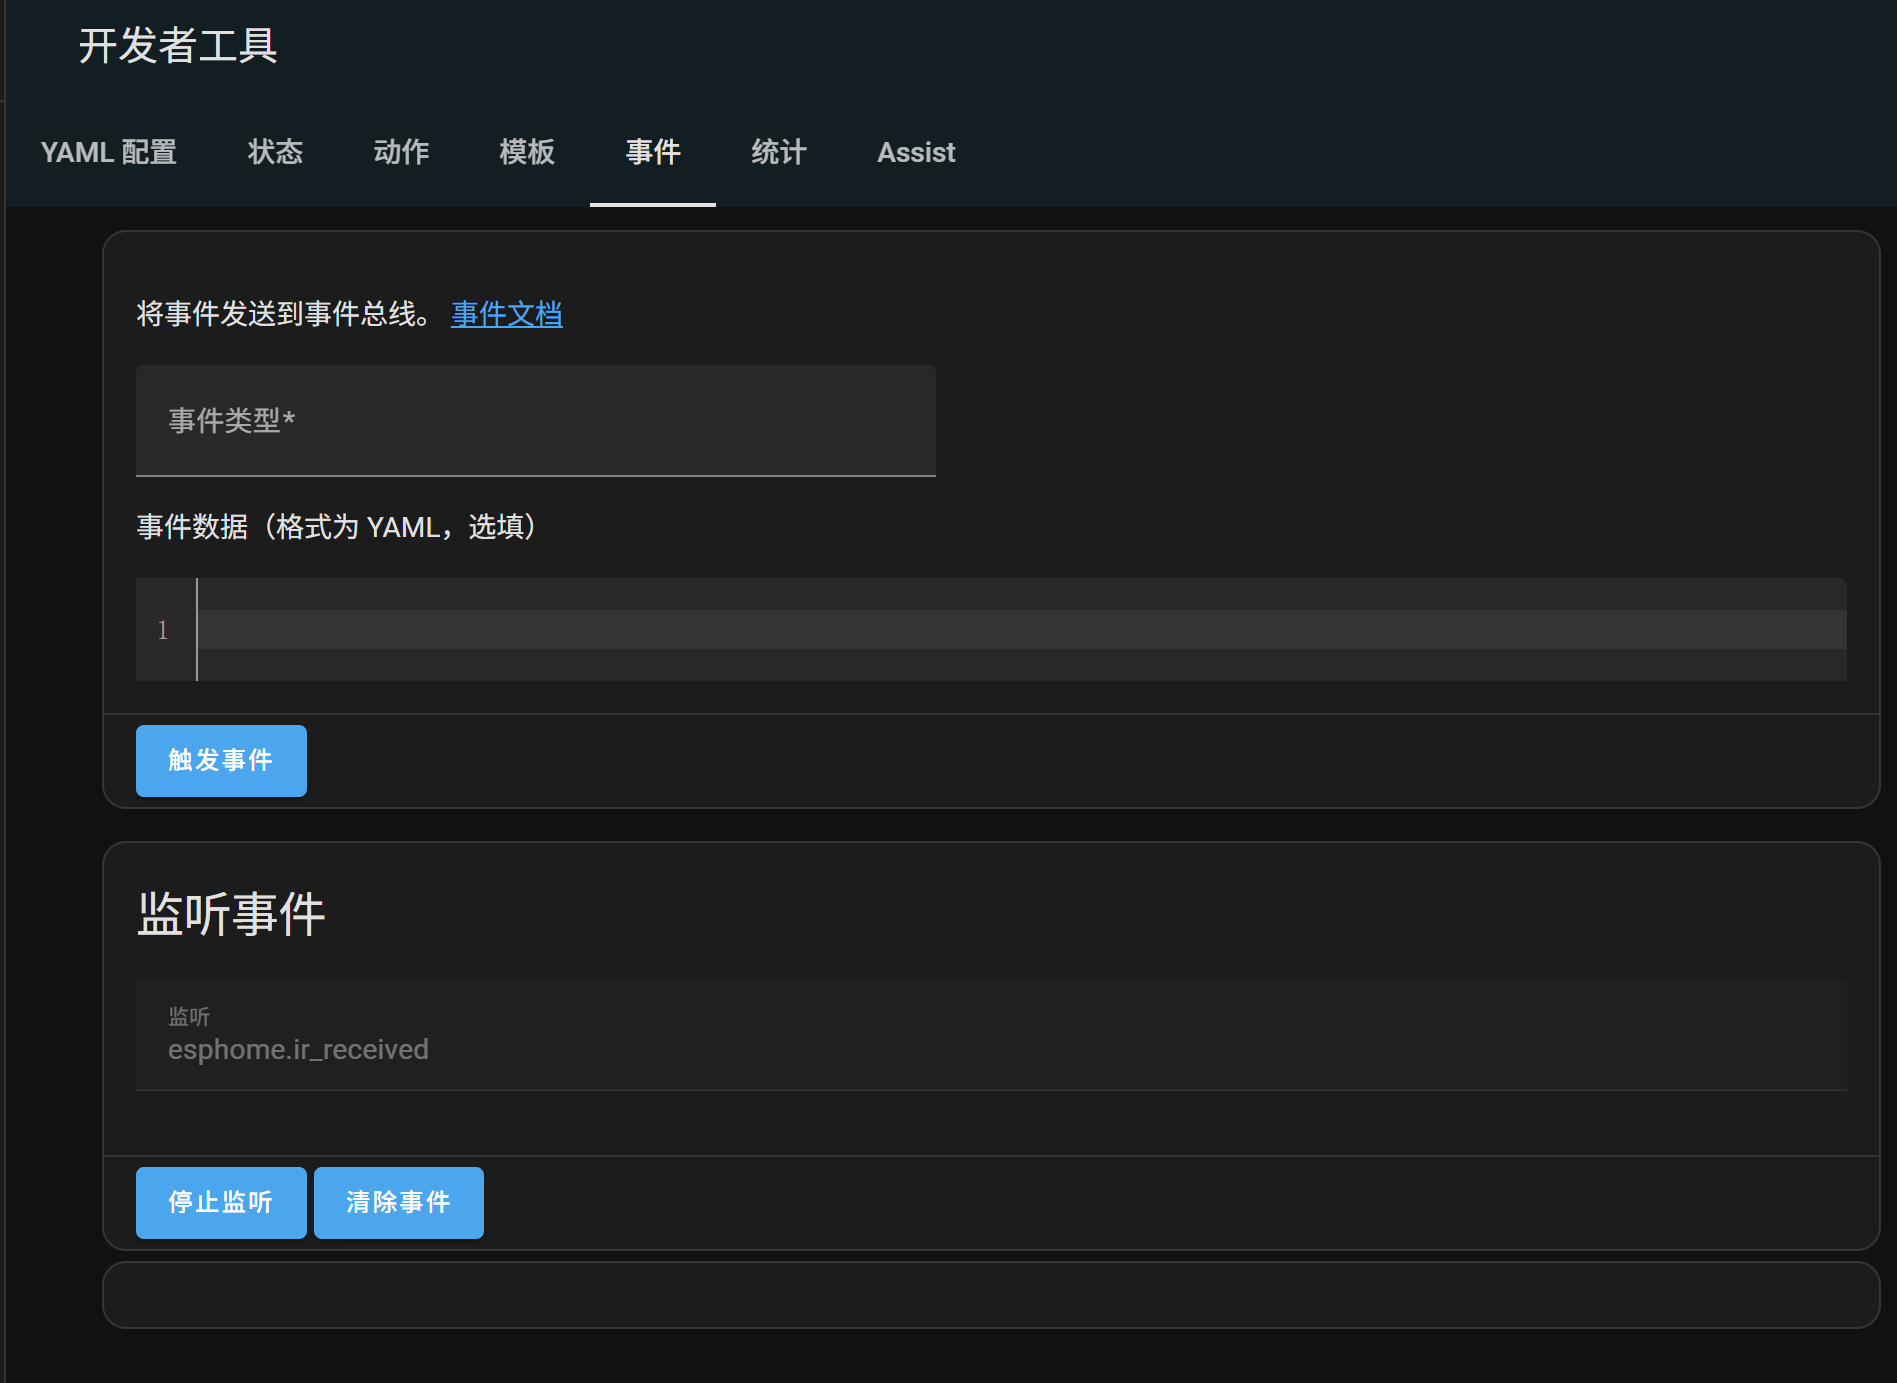 开发者工具
YAML 配置 状态 动作 模板 事件 统计 Assist
将事件发送到事件总线。 事件文档
事件类型*
事件数据（格式为 YAML，选填）
1
触发事件
监听事件
监听
esphome.ir_received
停止监听 清除事件